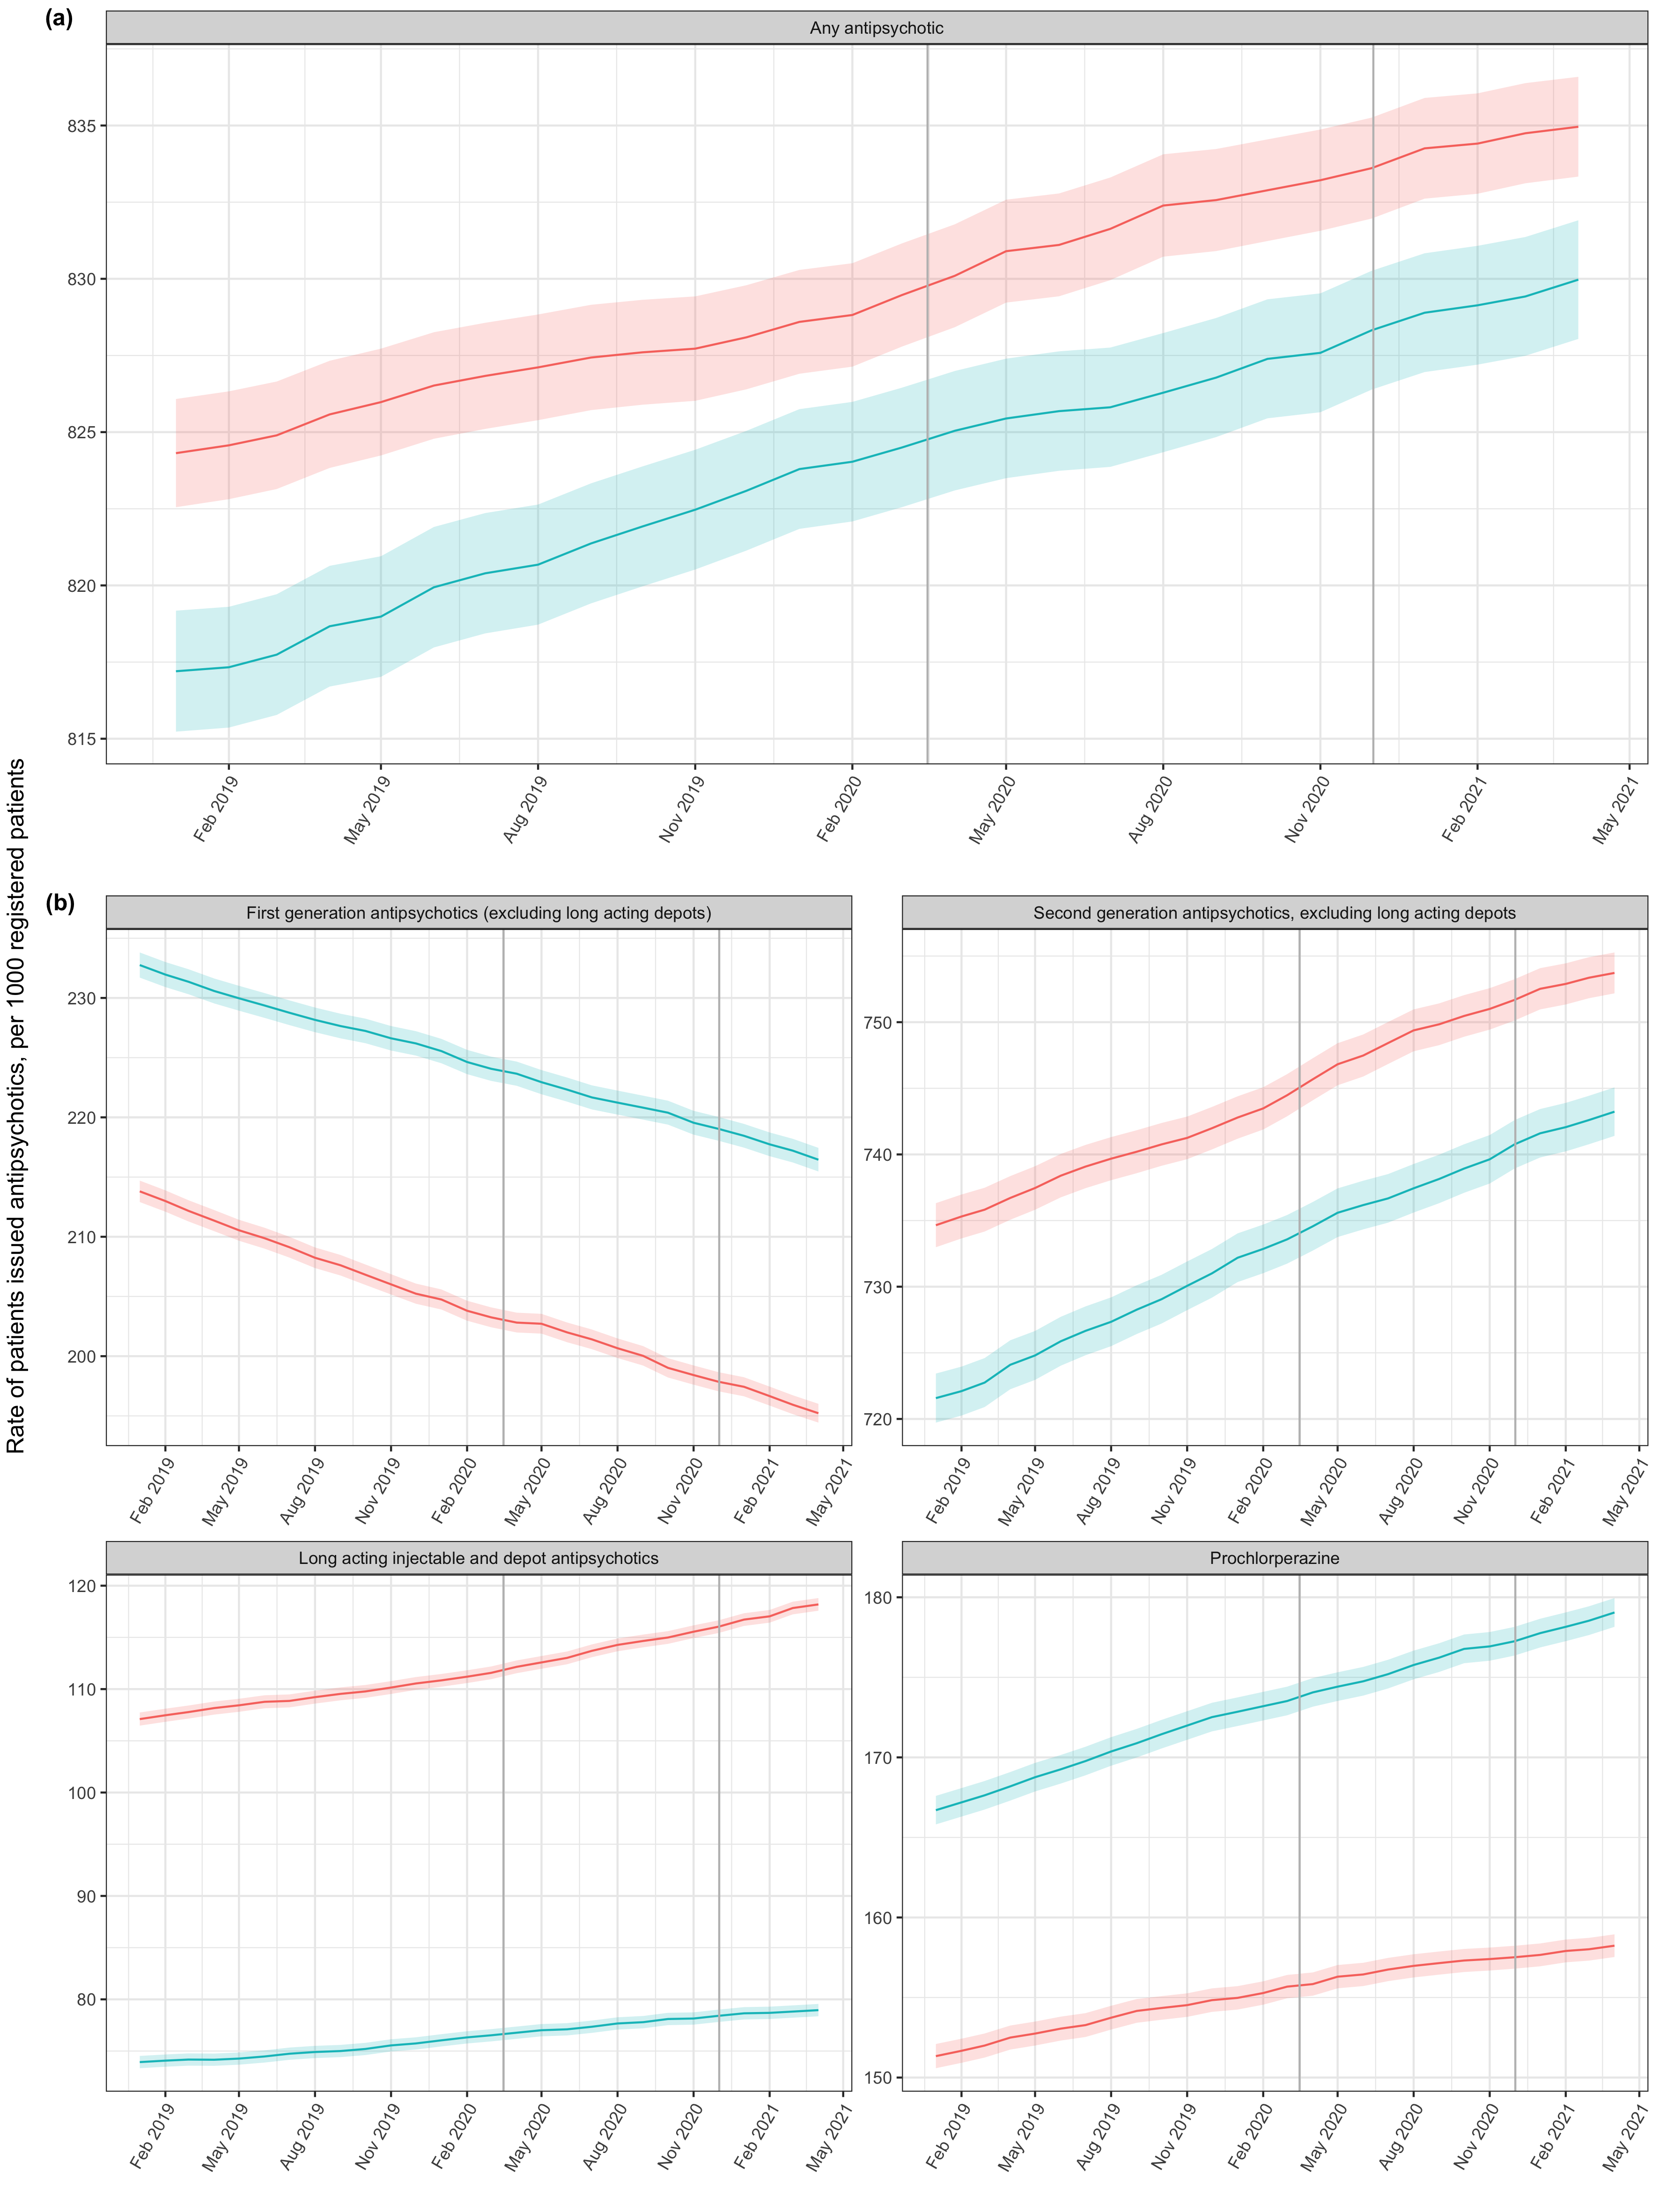 (a)
Any antipsychotic
835
830
825
820
815
Feb 2019
May 2019
Aug 2019
Nov 2019
Feb 2020
May 2020
Aug 2020
Nov 2020
Feb 2021
May 2021
Rate of patients issued antipsychotics, per 1000 registered patients
(b)
First generation antipsychotics (excluding long acting depots)
230
220
210
200
Feb 2019
May 2019
Aug 2019
Nov 2019
Feb 2020
May 2020
Aug 2020
Nov 2020
Feb 2021
May 2021
Second generation antipsychotics, excluding long acting depots
750
740
730
720
Feb 2019
May 2019
Aug 2019
Nov 2019
Feb 2020
May 2020
Aug 2020
Nov 2020
Feb 2021
May 2021
Long acting injectable and depot antipsychotics
120
110
100
90
80
Feb 2019
May 2019
Aug 2019
Nov 2019
Feb 2020
May 2020
Aug 2020
Nov 2020
Feb 2021
May 2021
Prochlorperazine
180
170
160
150
Feb 2019
May 2019
Aug 2019
Nov 2019
Feb 2020
May 2020
Aug 2020
Nov 2020
Feb 2021
May 2021